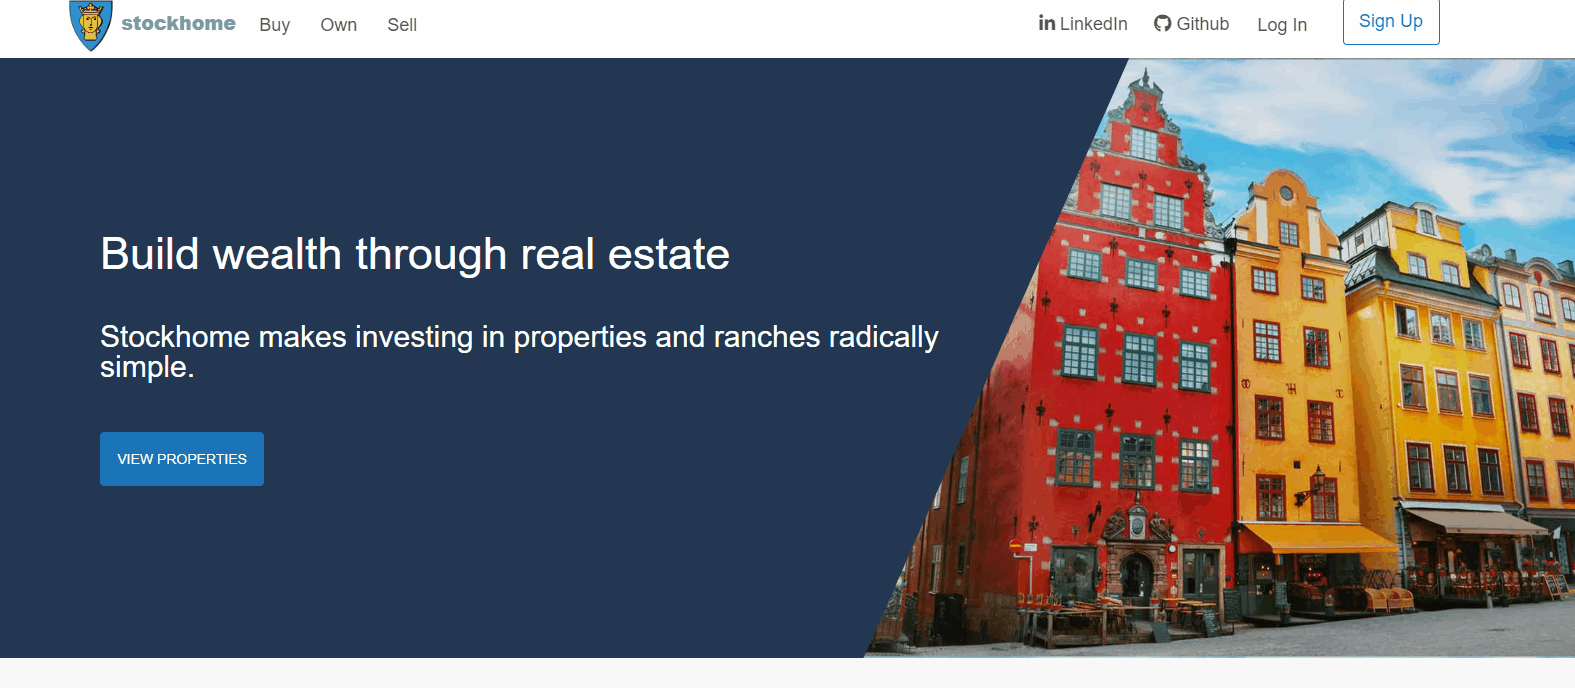 stockhome Buy Own Sell LinkedIn Github Log In Sign Up
Build wealth through real estate
Stockhome makes investing in properties and ranches radically
simple.
VIEW PROPERTIES